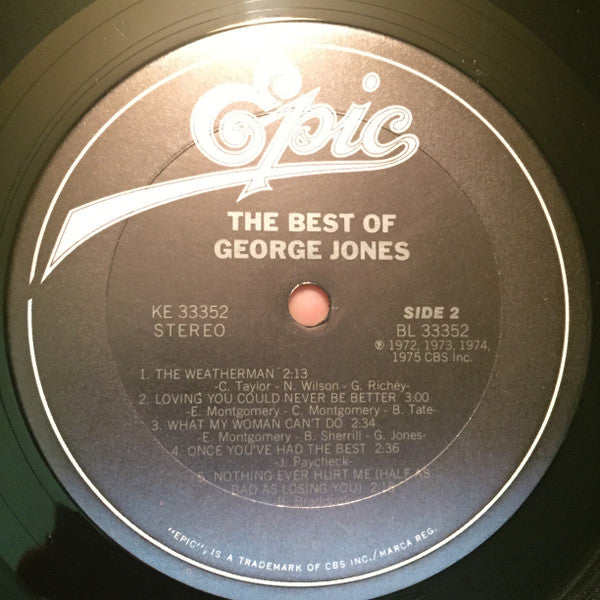 Epic
THE BEST OF
GEORGE JONES
KE 33352
STEREO
SIDE 2
BL 33352
℗ 1972, 1973, 1974,
1975 CBS Inc.
1. THE WEATHERMAN 2:13
-C. Taylor - N. Wilson - G. Richey-
2. LOVING YOU COULD NEVER BE BETTER 3:00
-E. Montgomery - C. Montgomery - B. Tate-
3. WHAT MY WOMAN CAN'T DO 2:34
-E. Montgomery - B. Sherrill - G. Jones-
4. ONCE YOU'VE HAD THE BEST 2:36
-J. Paycheck-
5. NOTHING EVER HURT ME (HALF AS
BAD AS LOSING YOU)
"EPIC", IS A TRADEMARK OF CBS INC./MARCA REG.